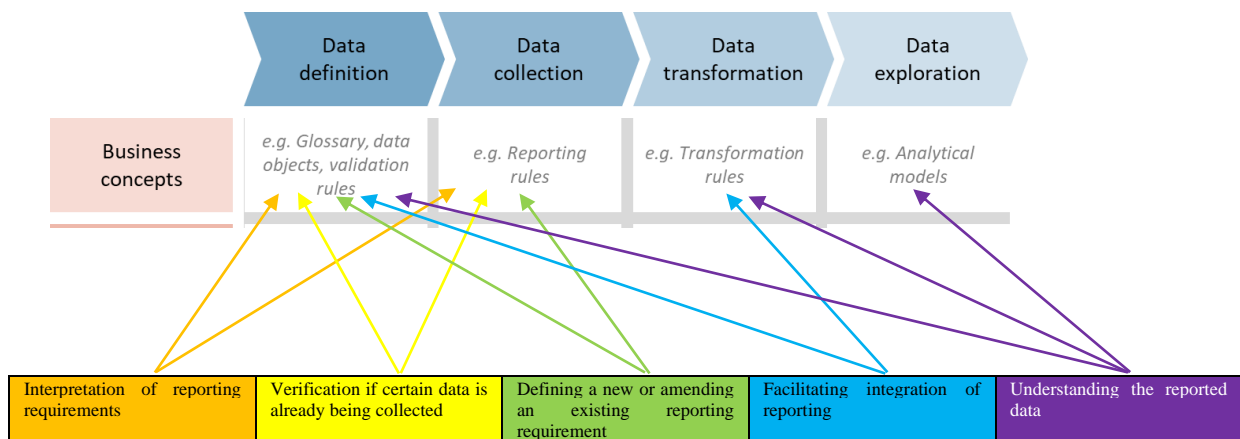 Data
definition
Data
collection
Data
transformation
Data
exploration
Business
concepts
e.g. Glossary, data
objects, validation
rules
e.g. Reporting
rules
e.g. Transformation
rules
e.g. Analytical
models
Interpretation of reporting
requirements
Verification if certain data is
already being collected
Defining a new or amending
an existing reporting
requirement
Facilitating integration of
reporting
Understanding the reported
data